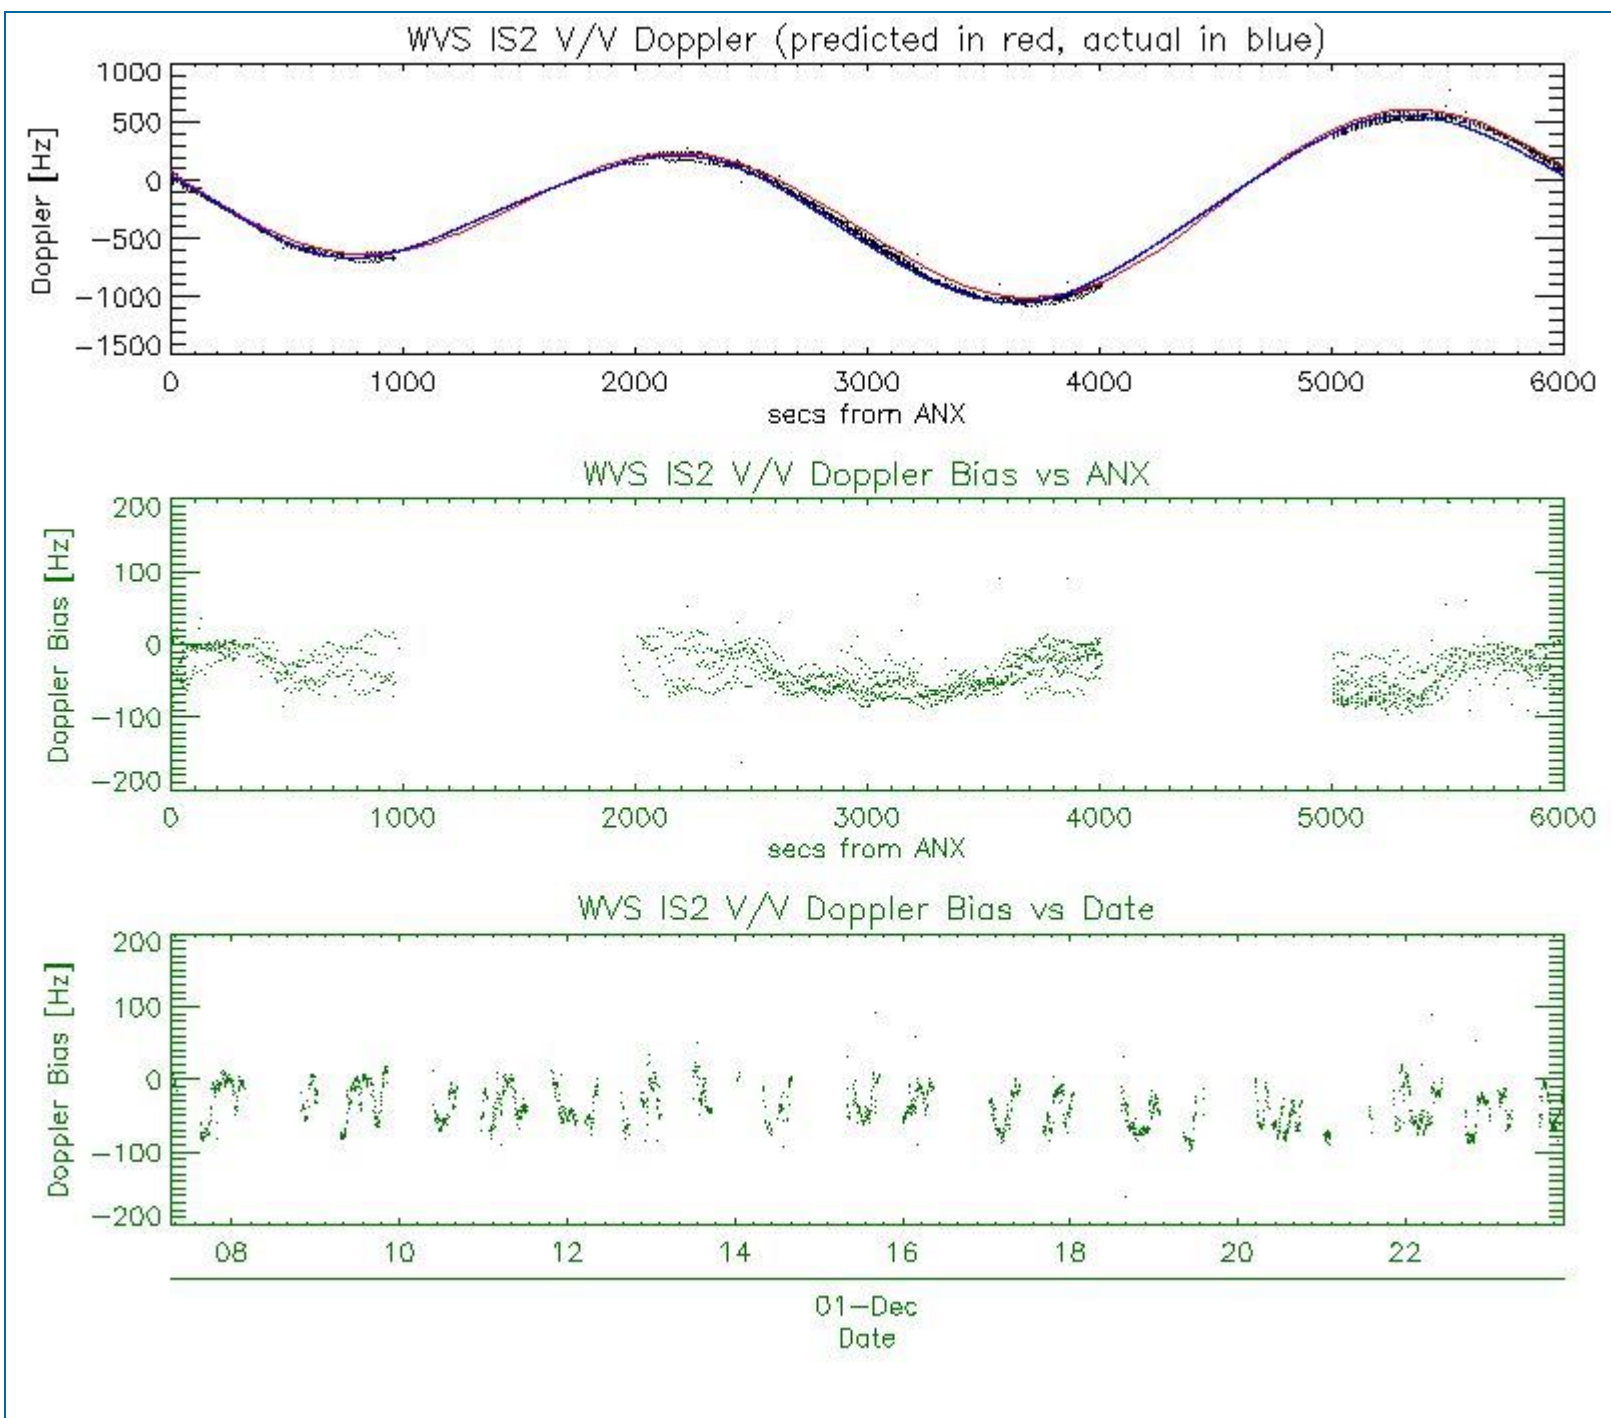 WVS IS2 V/V Doppler (predicted in red, actual in blue)
1000
500
0
−500
−1000
−1500
Doppler [Hz]
0 1000 2000 3000 4000 5000 6000
secs from ANX
WVS IS2 V/V Doppler Bias vs ANX
200
100
0
−100
−200
Doppler Bias [Hz]
0 1000 2000 3000 4000 5000 6000
secs from ANX
WVS IS2 V/V Doppler Bias vs Date
200
100
0
−100
−200
Doppler Bias [Hz]
08 10 12 14 16 18 20 22
01−Dec
Date